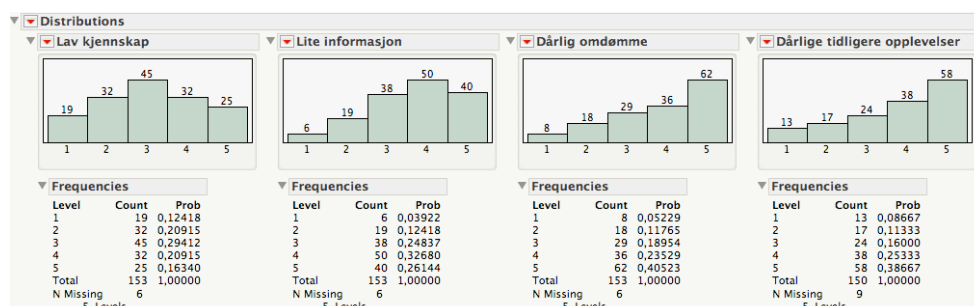 Distributions
Lav kjennskap
19 32 45 32 25
1 2 3 4 5
Frequencies
Level Count Prob
1 19 0,12418
2 32 0,20915
3 45 0,29412
4 32 0,20915
5 25 0,16340
Total 153 1,00000
N Missing 6
5 Levels
Lite informasjon
6 19 38 50 40
1 2 3 4 5
Frequencies
Level Count Prob
1 6 0,03922
2 19 0,12418
3 38 0,24837
4 50 0,32680
5 40 0,26144
Total 153 1,00000
N Missing 6
5 Levels
Dårlig omdømme
8 18 29 36 62
1 2 3 4 5
Frequencies
Level Count Prob
1 8 0,05229
2 18 0,11765
3 29 0,18954
4 36 0,23529
5 62 0,40523
Total 153 1,00000
N Missing 6
5 Levels
Dårlige tidligere opplevelser
13 17 24 38 58
1 2 3 4 5
Frequencies
Level Count Prob
1 13 0,08667
2 17 0,11333
3 24 0,16000
4 38 0,25333
5 58 0,38667
Total 150 1,00000
N Missing 9
5 Levels